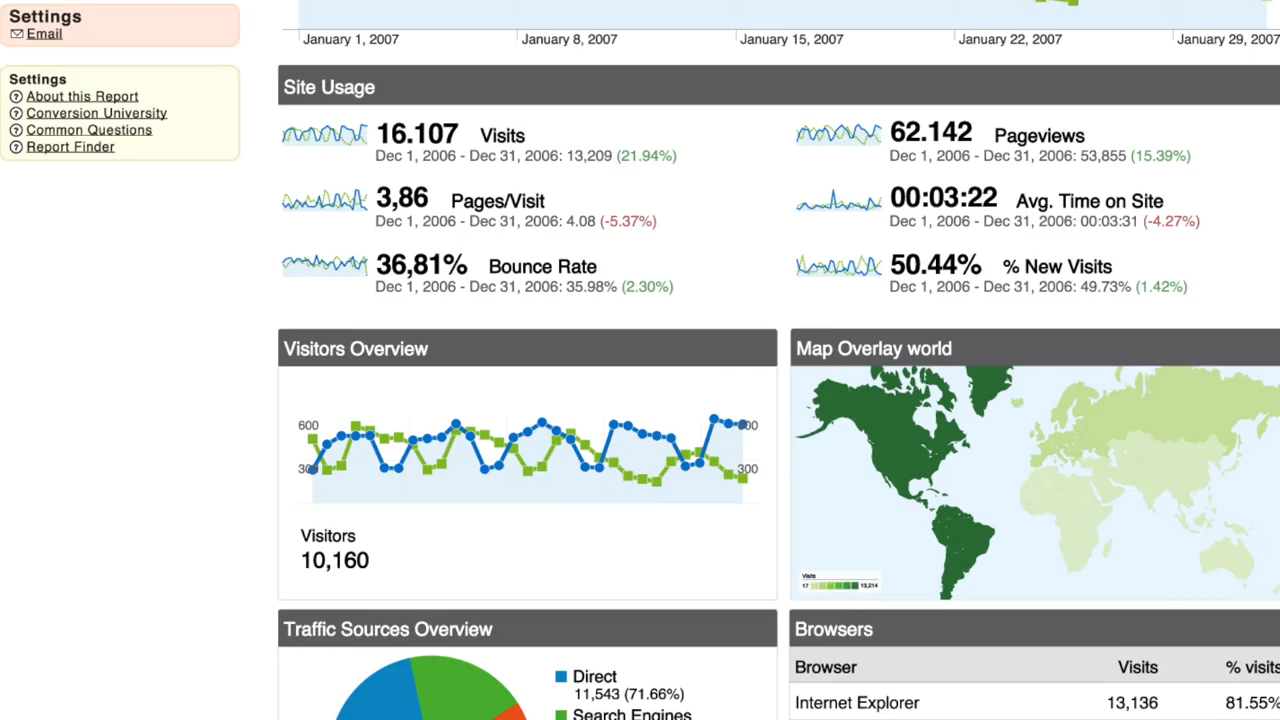 Settings
Email
Settings
About this Report
Conversion University
Common Questions
Report Finder
January 1, 2007 January 8, 2007 January 15, 2007 January 22, 2007 January 29, 2007
Site Usage
16.107 Visits
Dec 1, 2006 - Dec 31, 2006: 13,209 (21.94%)
62.142 Pageviews
Dec 1, 2006 - Dec 31, 2006: 53,855 (15.39%)
3,86 Pages/Visit
Dec 1, 2006 - Dec 31, 2006: 4.08 (-5.37%)
00:03:22 Avg. Time on Site
Dec 1, 2006 - Dec 31, 2006: 00:03:31 (-4.27%)
36,81% Bounce Rate
Dec 1, 2006 - Dec 31, 2006: 35.98% (2.30%)
50.44% % New Visits
Dec 1, 2006 - Dec 31, 2006: 49.73% (1.42%)
Visitors Overview
600 600
300 300
Visitors
10,160
Map Overlay world
Visits
17 13,214
Traffic Sources Overview
Direct
11,543 (71.66%)
Search Engines
Browsers
Browser Visits % visits
Internet Explorer 13,136 81.55%